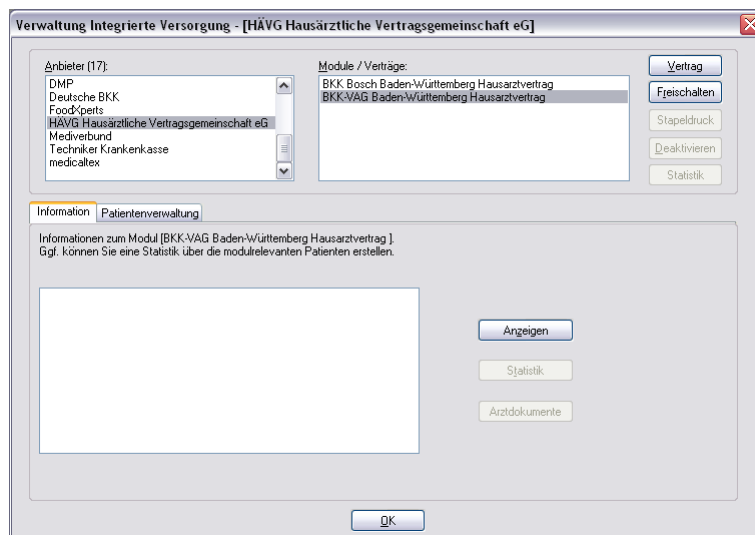 Verwaltung Integrierte Versorgung - [HÄVG Hausärztliche Vertragsgemeinschaft eG]
Anbieter (17):
DMP
Deutsche BKK
FoodXperts
HÄVG Hausärztliche Vertragsgemeinschaft eG
Mediverbund
Techniker Krankenkasse
medicaltex
Module / Verträge:
BKK Bosch Baden-Württemberg Hausarztvertrag
BKK-VAG Baden-Württemberg Hausarztvertrag
Vertrag
Freischalten
Stapeldruck
Deaktivieren
Statistik
Information
Patientenverwaltung
Informationen zum Modul [BKK-VAG Baden-Württemberg Hausarztvertrag ].
Ggf. können Sie eine Statistik über die modulrelevanten Patienten erstellen.
Anzeigen
Statistik
Arztdokumente
OK